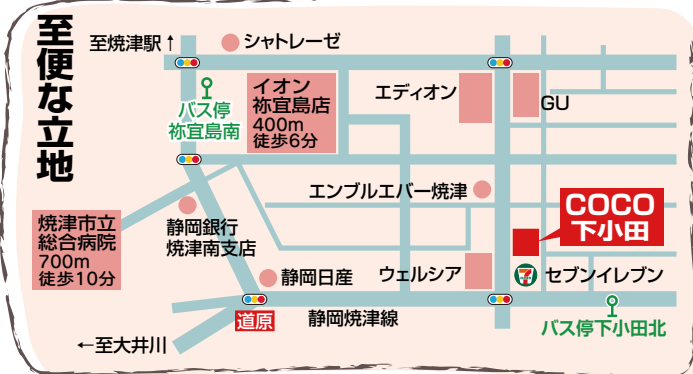 至便な立地
至焼津駅↑
シャトレーゼ
バス停
祢宜島南
イオン
祢宜島店
400m
徒歩6分
エディオン
GU
エンブルエバー焼津
COCO
下小田
焼津市立
総合病院
700m
徒歩10分
静岡銀行
焼津南支店
静岡日産
ウェルシア
7
セブンイレブン
道原
静岡焼津線
バス停下小田北
←至大井川